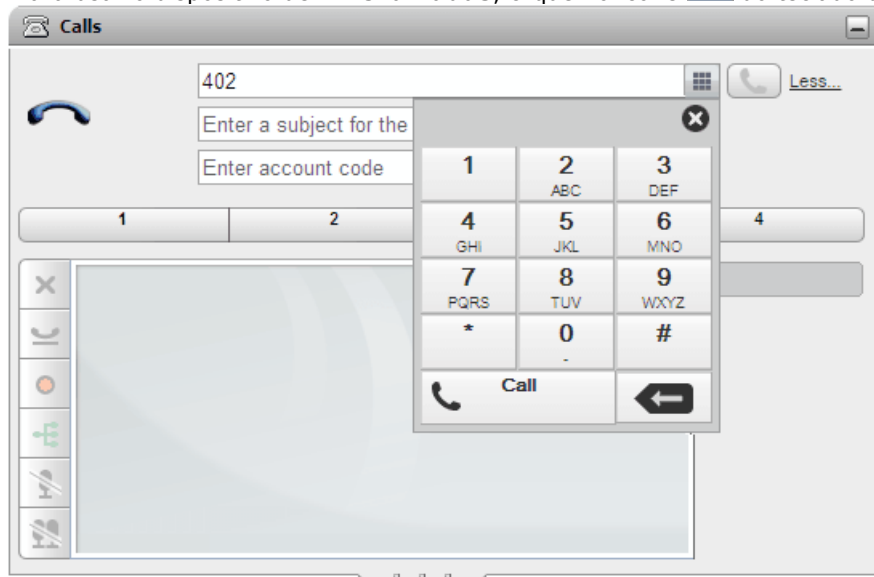 Calls
402
Less...
Enter a subject for the
Enter account code
1 2 4
1 2 3
ABC DEF
4 5 6
GHI JKL MNO
7 8 9
PQRS TUV WXYZ
* 0 #
-
Call